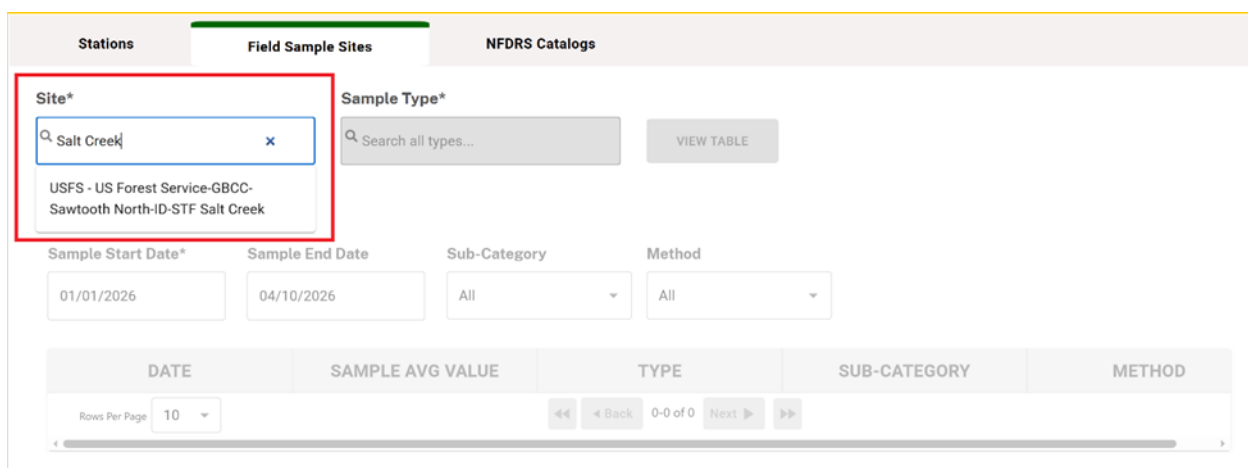 Stations Field Sample Sites NFDRS Catalogs
Site* Sample Type*
Salt Creek × Search all types... VIEW TABLE
USFS - US Forest Service-GBCC-
Sawtooth North-ID-STF Salt Creek
Sample Start Date* Sample End Date Sub-Category Method
01/01/2026 04/10/2026 All All
DATE SAMPLE AVG VALUE TYPE SUB-CATEGORY METHOD
Rows Per Page 10 Back 0-0 of 0 Next